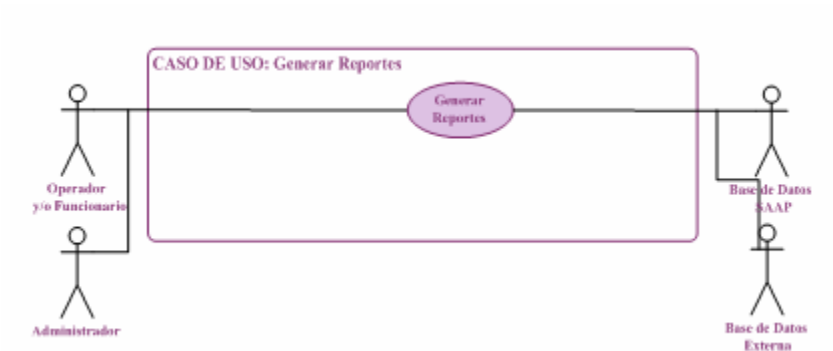 CASO DE USO: Generar Reportes
Generar
Reportes
Operador
y/o Funcionario
Base de Datos
SAAP
Administrador
Base de Datos
Externa